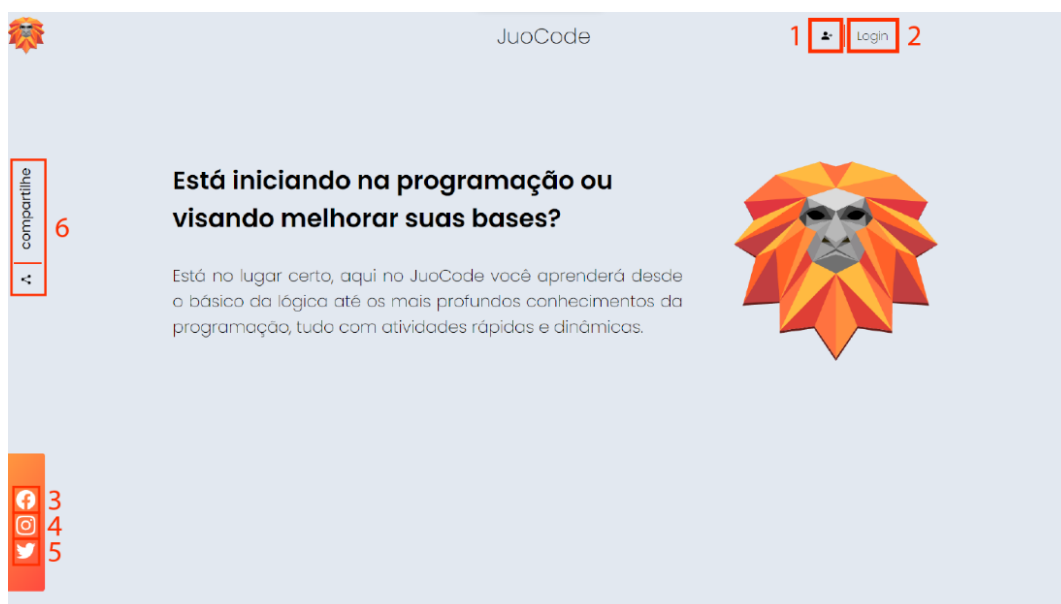 JuoCode
1
Login
2
compartilhe
6
Está iniciando na programação ou
visando melhorar suas bases?
Está no lugar certo, aqui no JuoCode você aprenderá desde
o básico da lógica até os mais profundos conhecimentos da
programação, tudo com atividades rápidas e dinâmicas.
3
4
5